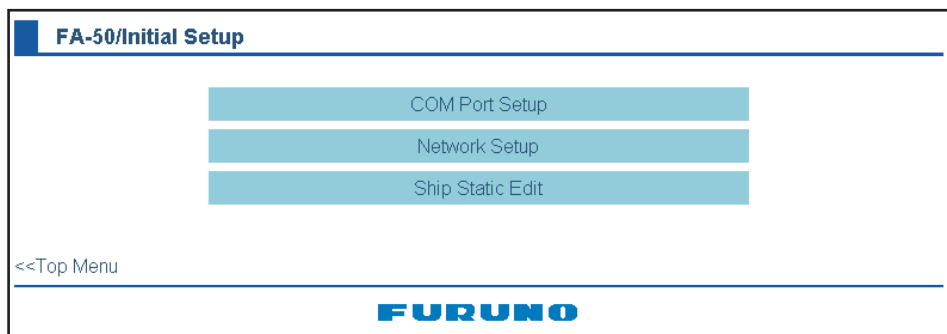 FA-50/Initial Setup
COM Port Setup
Network Setup
Ship Static Edit
<<Top Menu
FURUNO